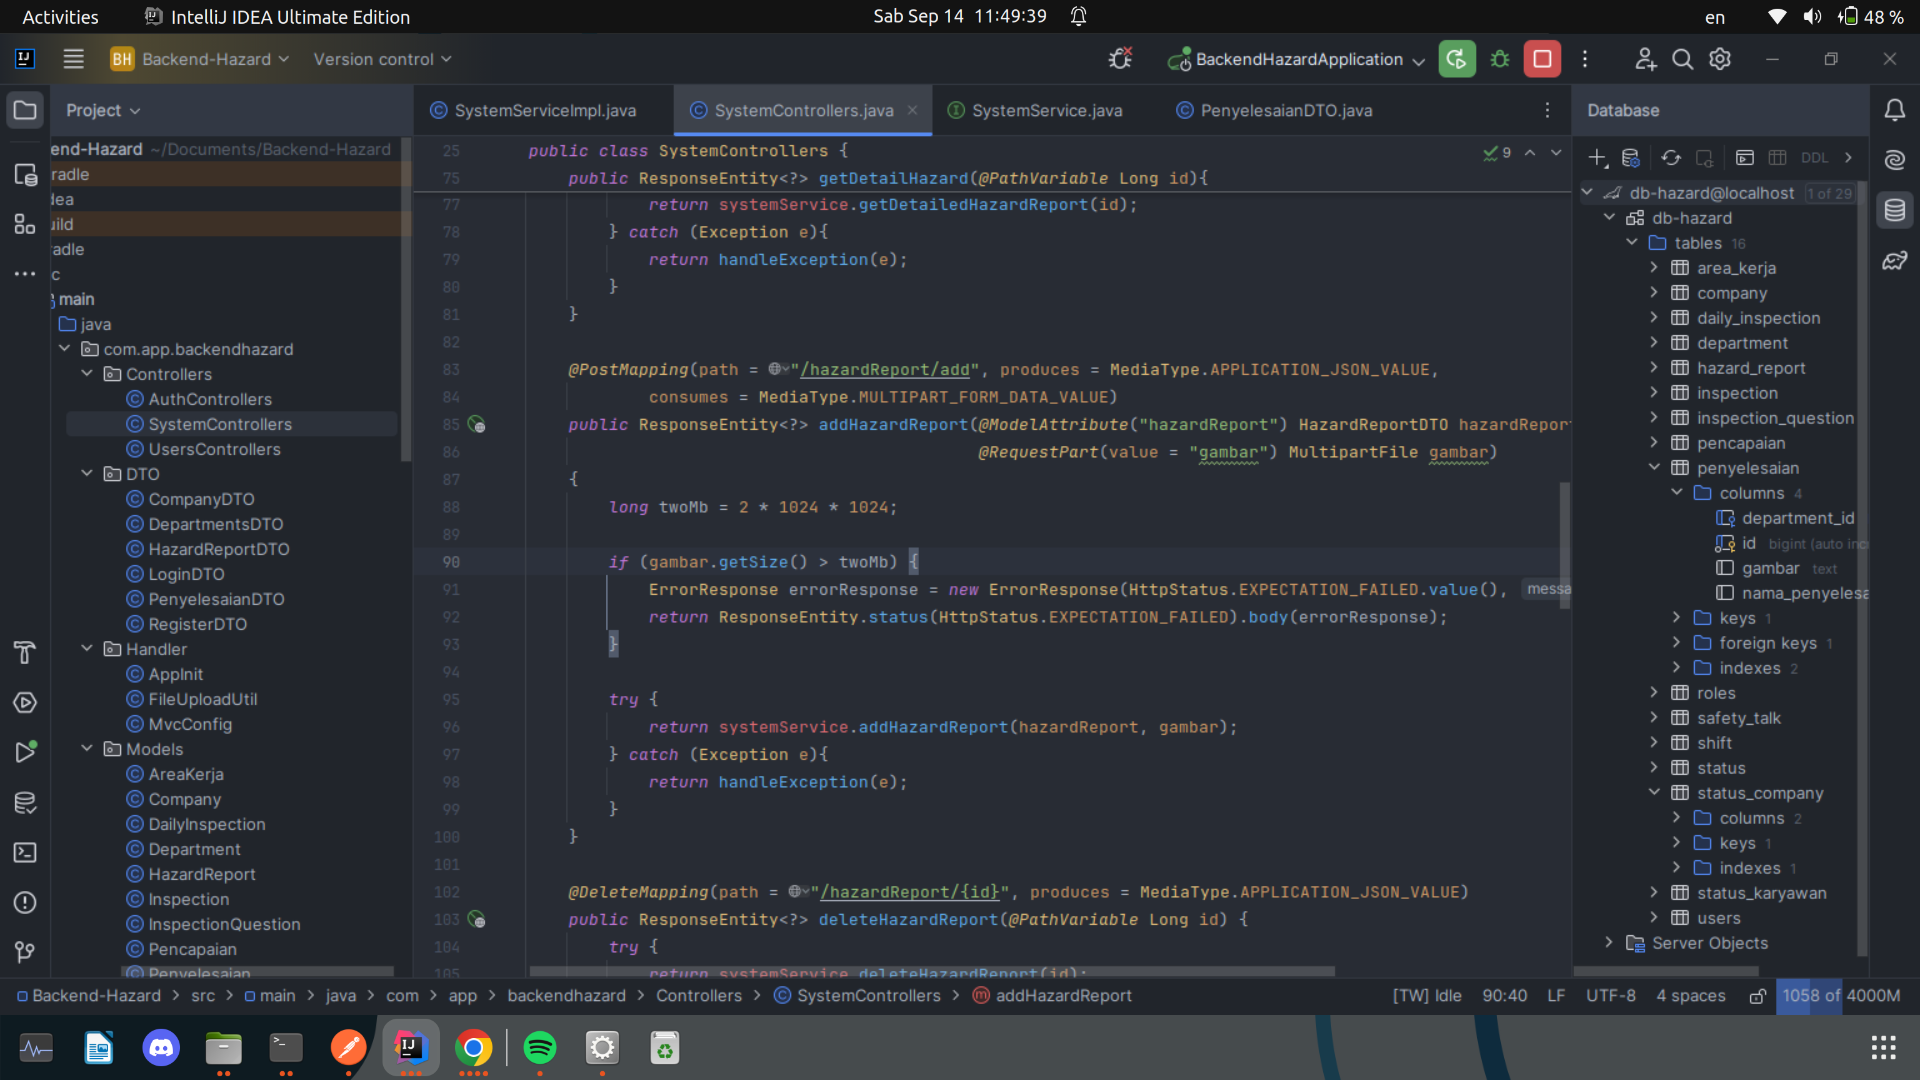 Activities
IntelliJ IDEA Ultimate Edition
Sab Sep 14 11:49:39
en
48 %
BH Backend-Hazard
Version control
BackendHazardApplication
Project
SystemServiceImpl.java
SystemControllers.java
SystemService.java
PenyelesaianDTO.java
Database
end-Hazard ~/Documents/Backend-Hazard
radle
dea
uild
adle
c
main
java
com.app.backendhazard
Controllers
AuthControllers
SystemControllers
UsersControllers
DTO
CompanyDTO
DepartmentsDTO
HazardReportDTO
LoginDTO
PenyelesaianDTO
RegisterDTO
Handler
AppInit
FileUploadUtil
MvcConfig
Models
AreaKerja
Company
DailyInspection
Department
HazardReport
Inspection
InspectionQuestion
Pencapaian
Penyelesaian
9
25 public class SystemControllers {
75 public ResponseEntity<?> getDetailHazard(@PathVariable Long id){
77 return systemService.getDetailedHazardReport(id);
78 } catch (Exception e){
79 return handleException(e);
80 }
81 }
82
83 @PostMapping(path = "/hazardReport/add", produces = MediaType.APPLICATION_JSON_VALUE,
84 consumes = MediaType.MULTIPART_FORM_DATA_VALUE)
85 public ResponseEntity<?> addHazardReport(@ModelAttribute("hazardReport") HazardReportDTO hazardRepor
86 @RequestPart(value = "gambar") MultipartFile gambar)
87 {
88 long twoMb = 2 * 1024 * 1024;
89
90 if (gambar.getSize() > twoMb) {
91 ErrorResponse errorResponse = new ErrorResponse(HttpStatus.EXPECTATION_FAILED.value(), messa
92 return ResponseEntity.status(HttpStatus.EXPECTATION_FAILED).body(errorResponse);
93 }
94
95 try {
96 return systemService.addHazardReport(hazardReport, gambar);
97 } catch (Exception e){
98 return handleException(e);
99 }
100 }
101
102 @DeleteMapping(path = "/hazardReport/{id}", produces = MediaType.APPLICATION_JSON_VALUE)
103 public ResponseEntity<?> deleteHazardReport(@PathVariable Long id) {
104 try {
105 return systemService.deleteHazardReport(id);
DDL
db-hazard@localhost 1 of 29
db-hazard
tables 16
area_kerja
company
daily_inspection
department
hazard_report
inspection
inspection_question
pencapaian
penyelesaian
columns 4
department_id
id bigint (auto inc
gambar text
nama_penyelesa
keys 1
foreign keys 1
indexes 2
roles
safety_talk
shift
status
status_company
columns 2
keys 1
indexes 1
status_karyawan
users
Server Objects
Backend-Hazard > src > main > java > com > app > backendhazard > Controllers > SystemControllers > addHazardReport
[TW] Idle 90:40 LF UTF-8 4 spaces 1058 of 4000M